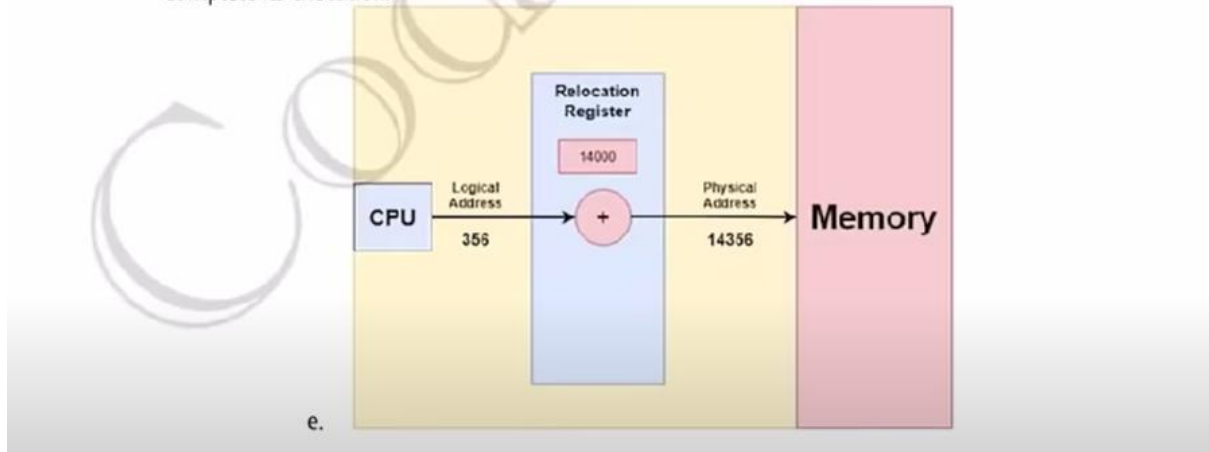 Relocation
Register
14000
CPU
Logical
Address
356
+
Physical
Address
14356
Memory
e.